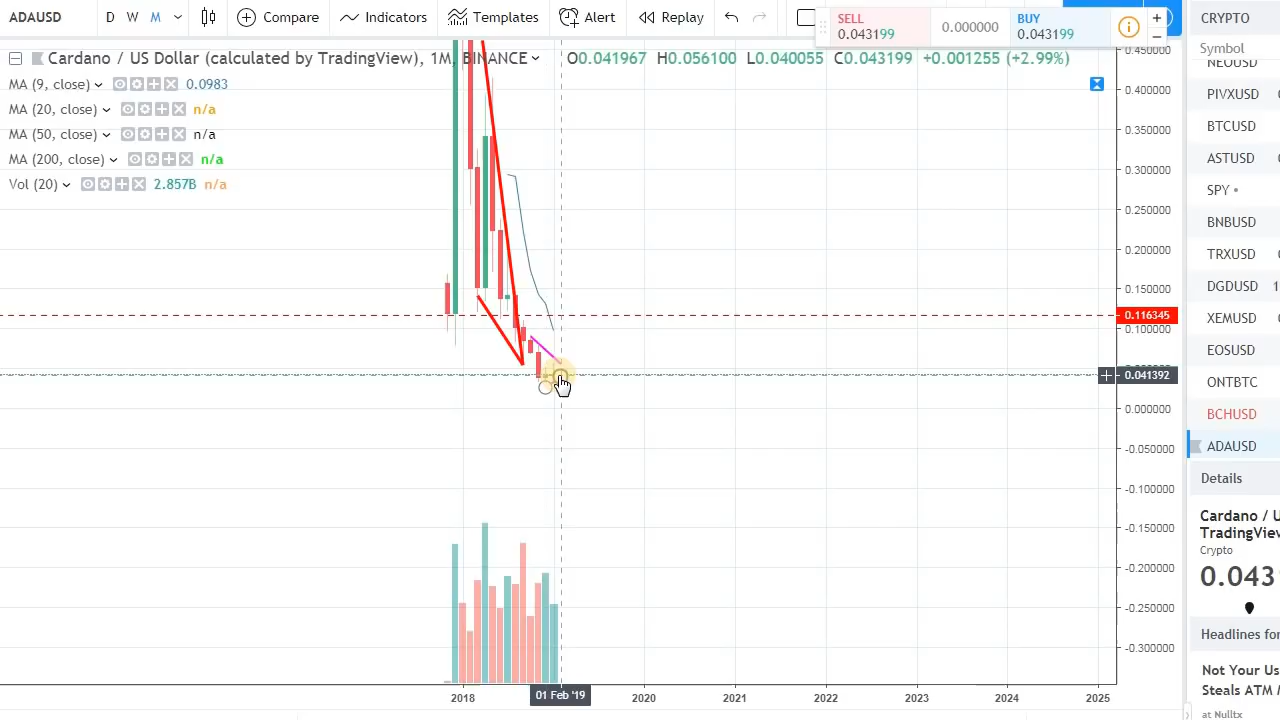 ADAUSD D W M Compare Indicators Templates Alert Replay
SELL
0.043199
0.000000
BUY
0.043199
Cardano / US Dollar (calculated by TradingView), 1M, BINANCE O0.041967 H0.056100 L0.040055 C0.043199 +0.001255 (+2.99%)
MA (9, close) 0.0983
MA (20, close) n/a
MA (50, close) n/a
MA (200, close) n/a
Vol (20) 2.857B n/a
0.450000
0.400000
0.350000
0.300000
0.250000
0.200000
0.150000
0.116345
0.100000
0.041392
0.000000
-0.050000
-0.100000
-0.150000
-0.200000
-0.250000
-0.300000
2018 01 Feb '19 2020 2021 2022 2023 2024 2025
CRYPTO
Symbol
NEOUSD
PIVXUSD
BTCUSD
ASTUSD
SPY
BNBUSD
TRXUSD
DGDUSD 1
XEMUSD
EOSUSD
ONTBTC
BCHUSD
ADAUSD
Details
Cardano / U
TradingView
Crypto
0.043
Headlines for
Not Your Us
Steals ATM
at Nulltx